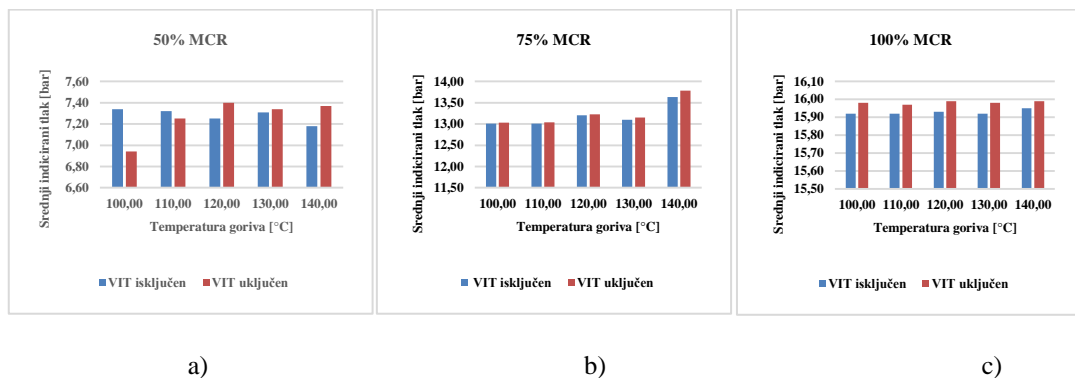 50% MCR
Srednji indicirani tlak [bar]
7,60
7,40
7,20
7,00
6,80
6,60
100,00 110,00 120,00 130,00 140,00
Temperatura goriva [°C]
VIT isključen VIT uključen
a)
75% MCR
Srednji indicirani tlak [bar]
14,00
13,50
13,00
12,50
12,00
11,50
100,00 110,00 120,00 130,00 140,00
Temperatura goriva [°C]
VIT isključen VIT uključen
b)
100% MCR
Srednji indicirani tlak [bar]
16,10
16,00
15,90
15,80
15,70
15,60
15,50
100,00 110,00 120,00 130,00 140,00
Temperatura goriva [°C]
VIT isključen VIT uključen
c)